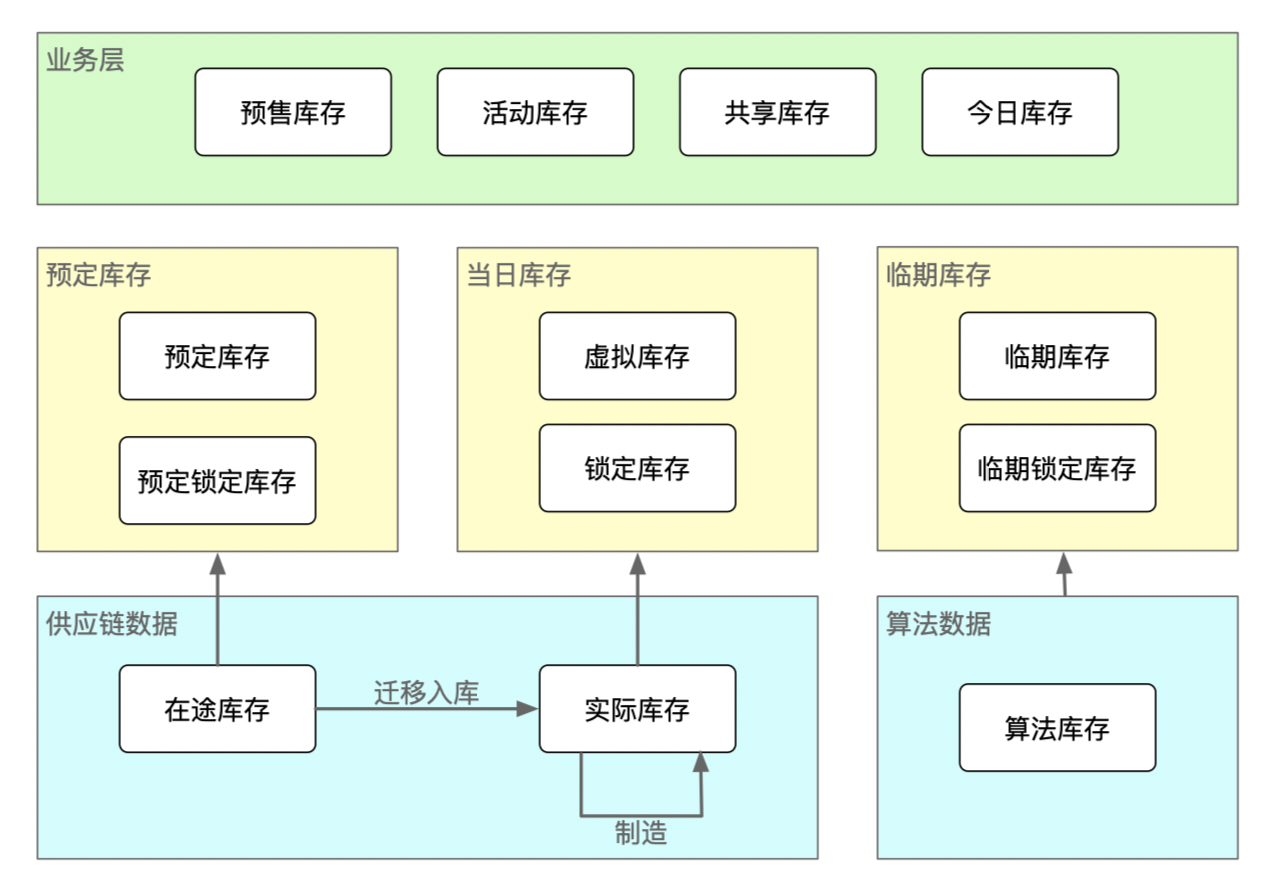 业务层
预售库存
活动库存
共享库存
今日库存
预定库存
预定库存
预定锁定库存
当日库存
虚拟库存
锁定库存
临期库存
临期库存
临期锁定库存
供应链数据
在途库存
迁移入库
实际库存
制造
算法数据
算法库存